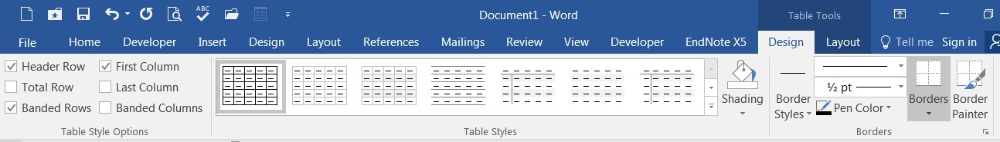 ABC
Document1 - Word
Table Tools
File Home Developer Insert Design Layout References Mailings Review View Developer EndNote X5 Design Layout Tell me Sign in
Header Row First Column
Total Row Last Column
Banded Rows Banded Columns
Table Style Options
Table Styles
Shading
Border
Styles
½ pt
Pen Color
Borders
Border
Painter
Borders